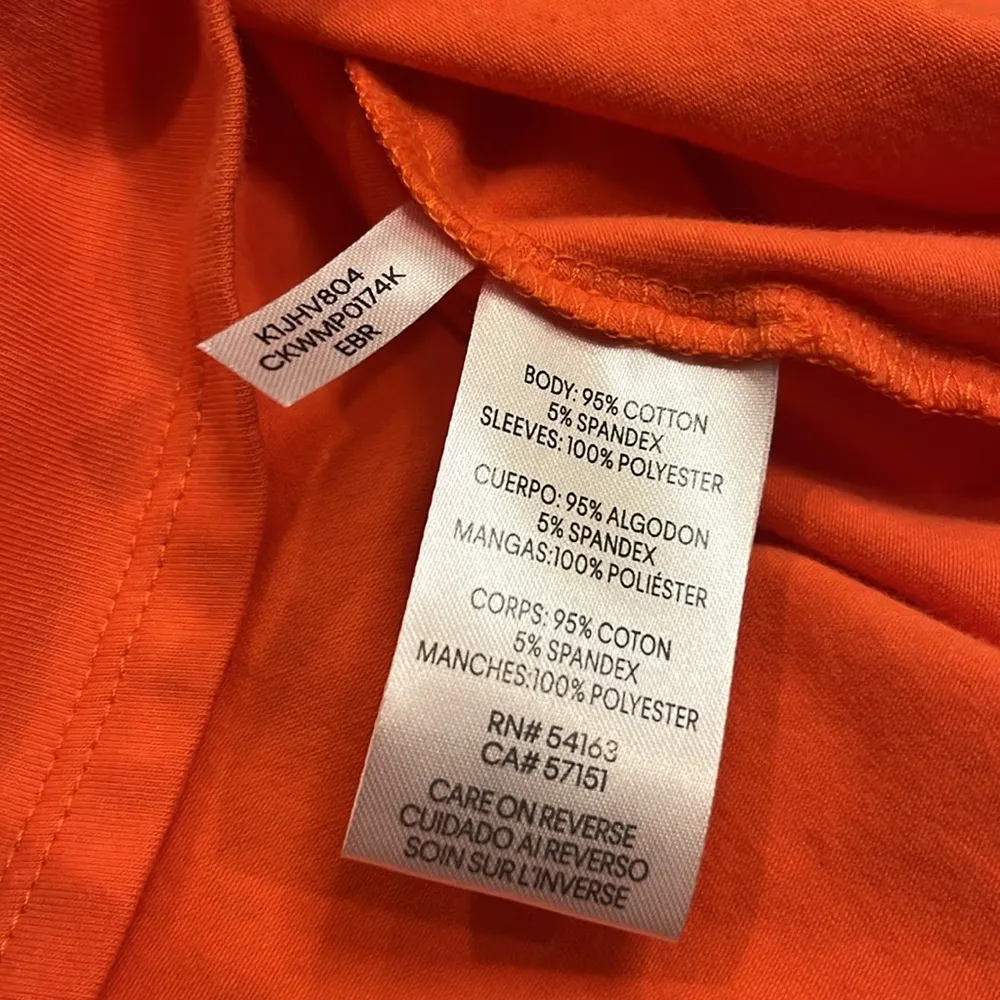 K1JHV804
CKWMP0174K
EBR
BODY: 95% COTTON
5% SPANDEX
SLEEVES: 100% POLYESTER
CUERPO: 95% ALGODON
5% SPANDEX
MANGAS:100% POLIÉSTER
CORPS: 95% COTON
5% SPANDEX
MANCHES:100% POLYESTER
RN# 54163
CA# 57151
CARE ON REVERSE
CUIDADO AI REVERSO
SOIN SUR L'INVERSE